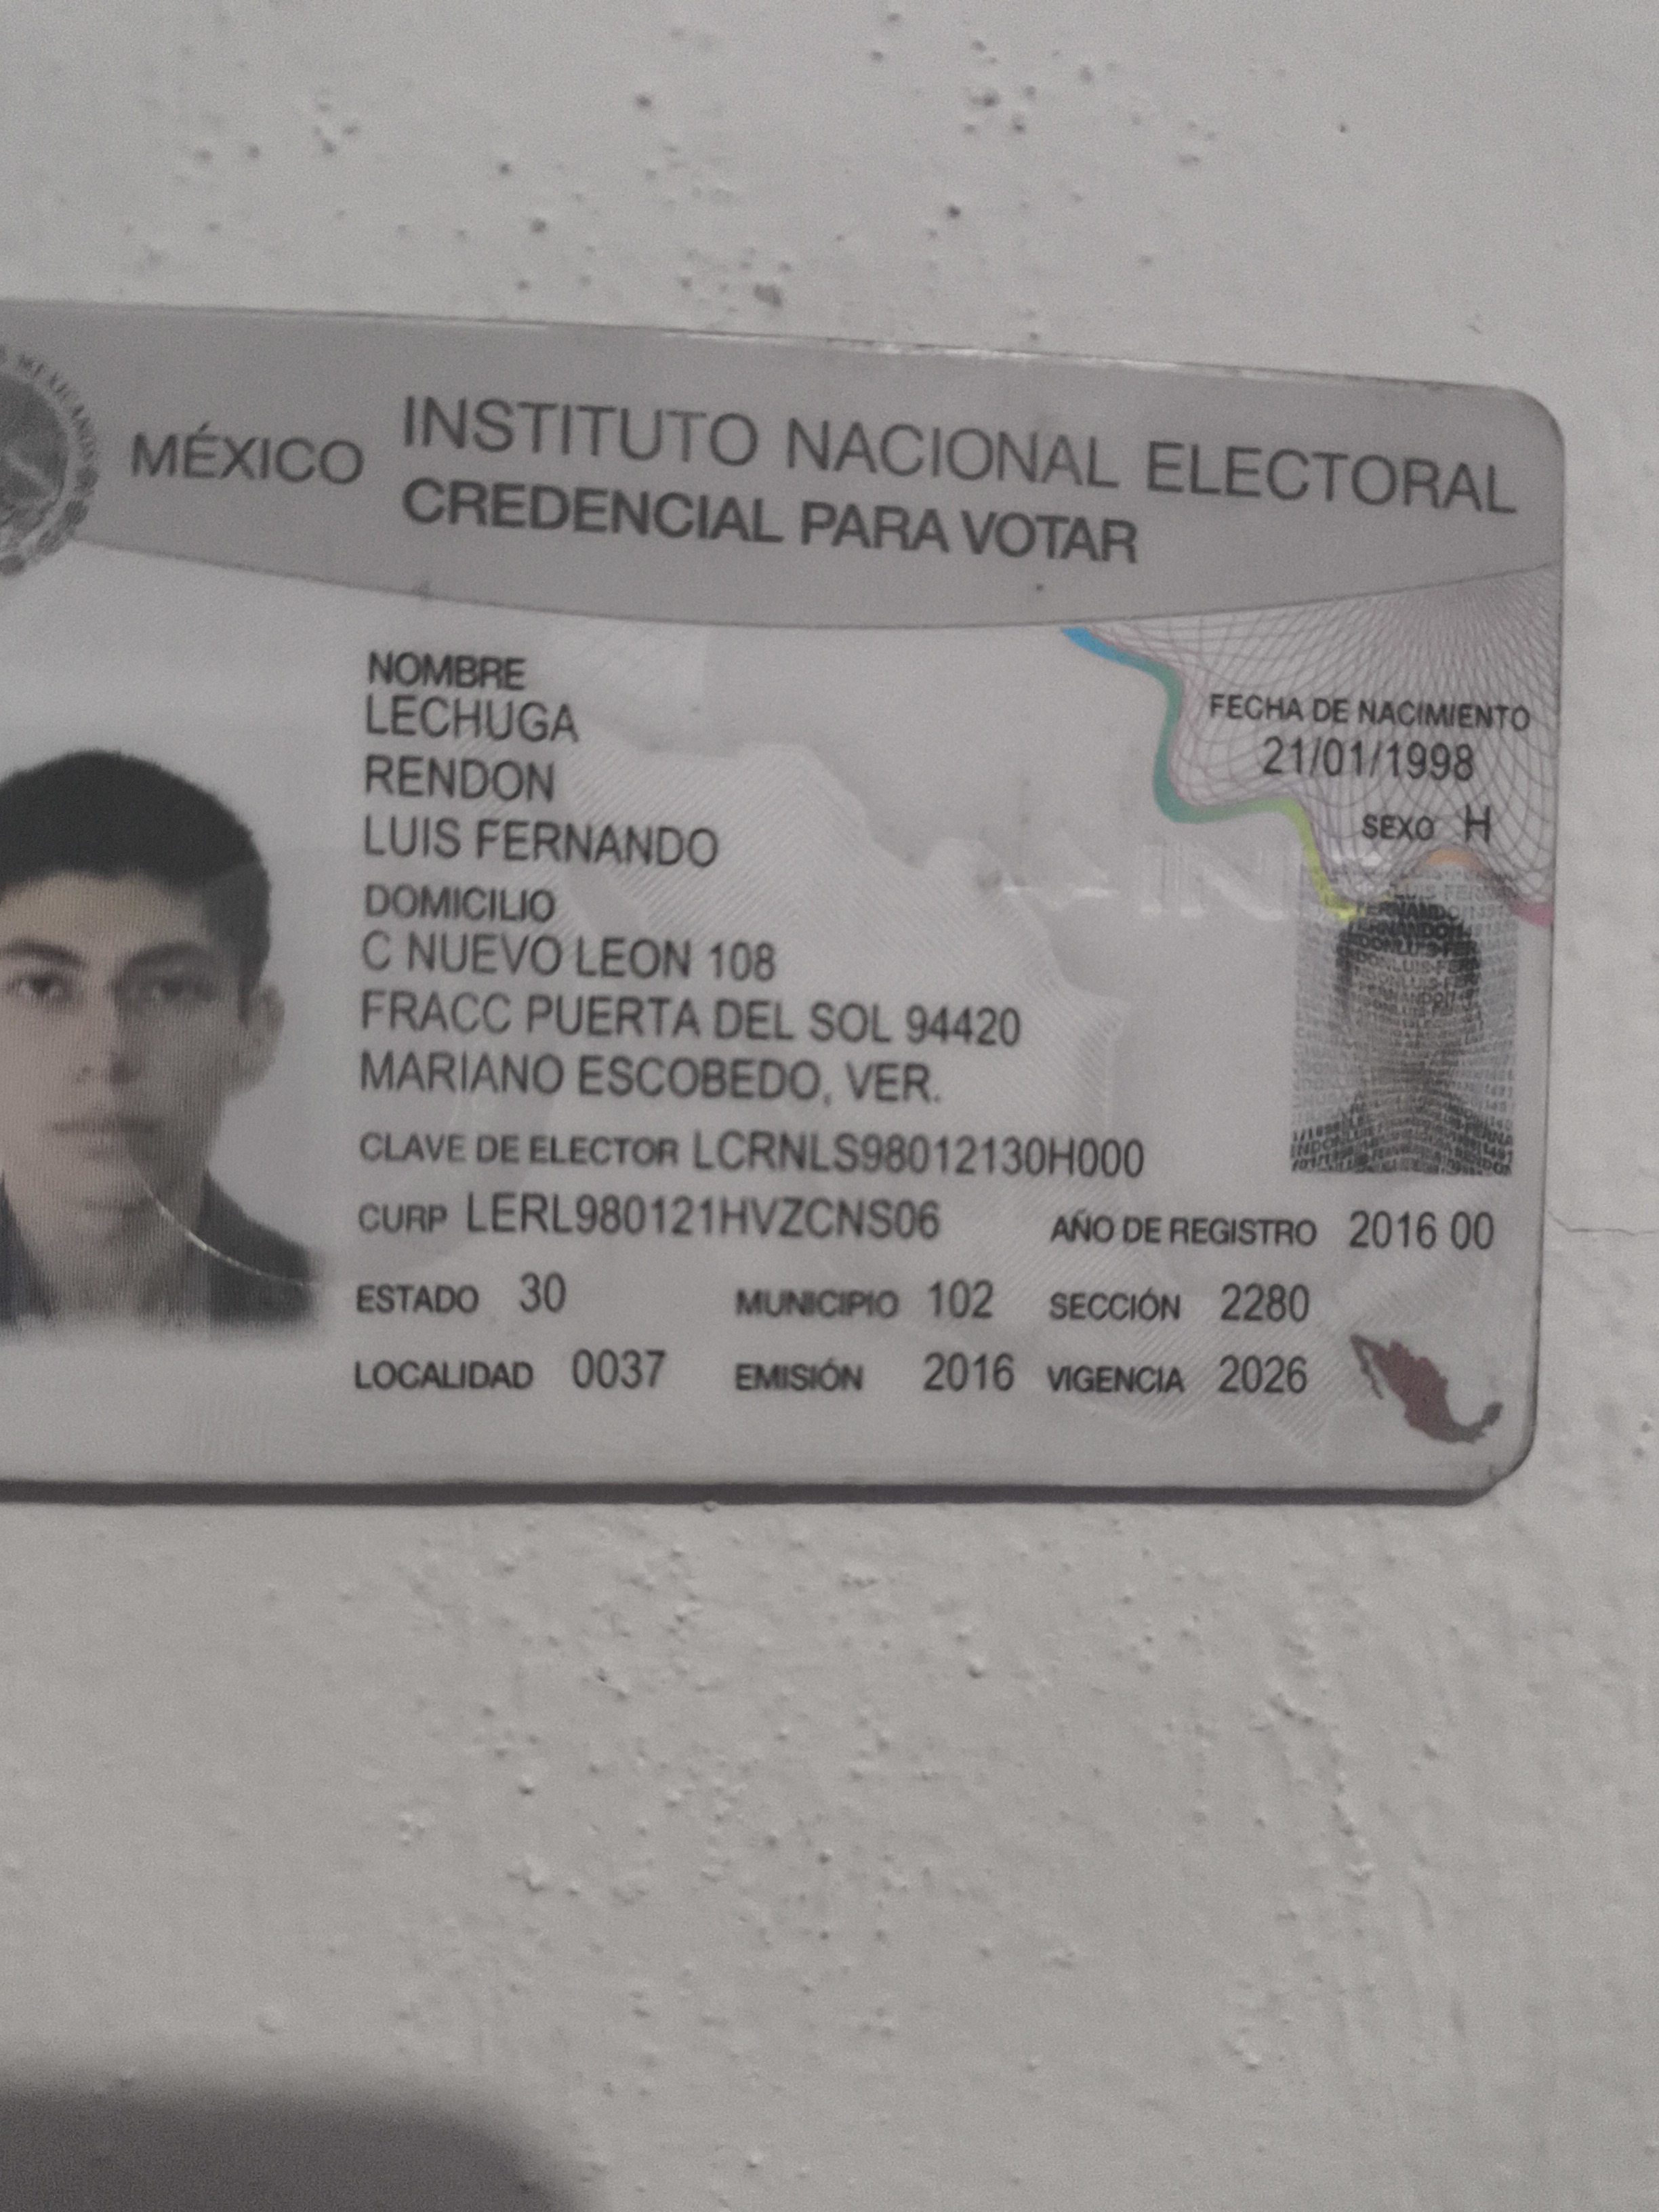 MÉXICO
INSTITUTO NACIONAL ELECTORAL
CREDENCIAL PARA VOTAR
NOMBRE
LECHUGA
RENDON
LUIS FERNANDO
FECHA DE NACIMIENTO
21/01/1998
SEXO H
DOMICILIO
C NUEVO LEON 108
FRACC PUERTA DEL SOL 94420
MARIANO ESCOBEDO, VER.
CLAVE DE ELECTOR LCRNLS98012130H000
CURP LERL980121HVZCNS06 AÑO DE REGISTRO 2016 00
ESTADO 30 MUNICIPIO 102 SECCIÓN 2280
LOCALIDAD 0037 EMISIÓN 2016 VIGENCIA 2026